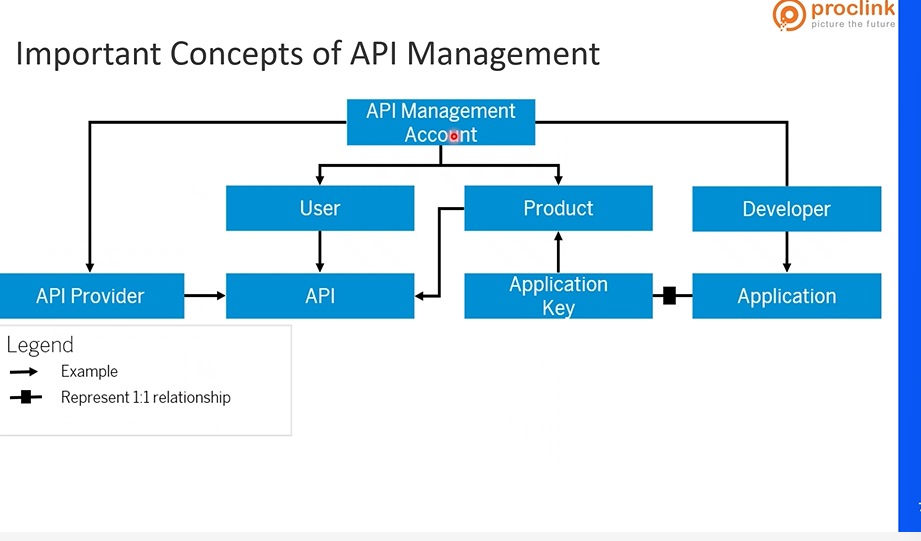 proclink
picture the future
Important Concepts of API Management
API Management
Account
User
Product
Developer
API Provider
API
Application
Key
Application
Legend
Example
Represent 1:1 relationship